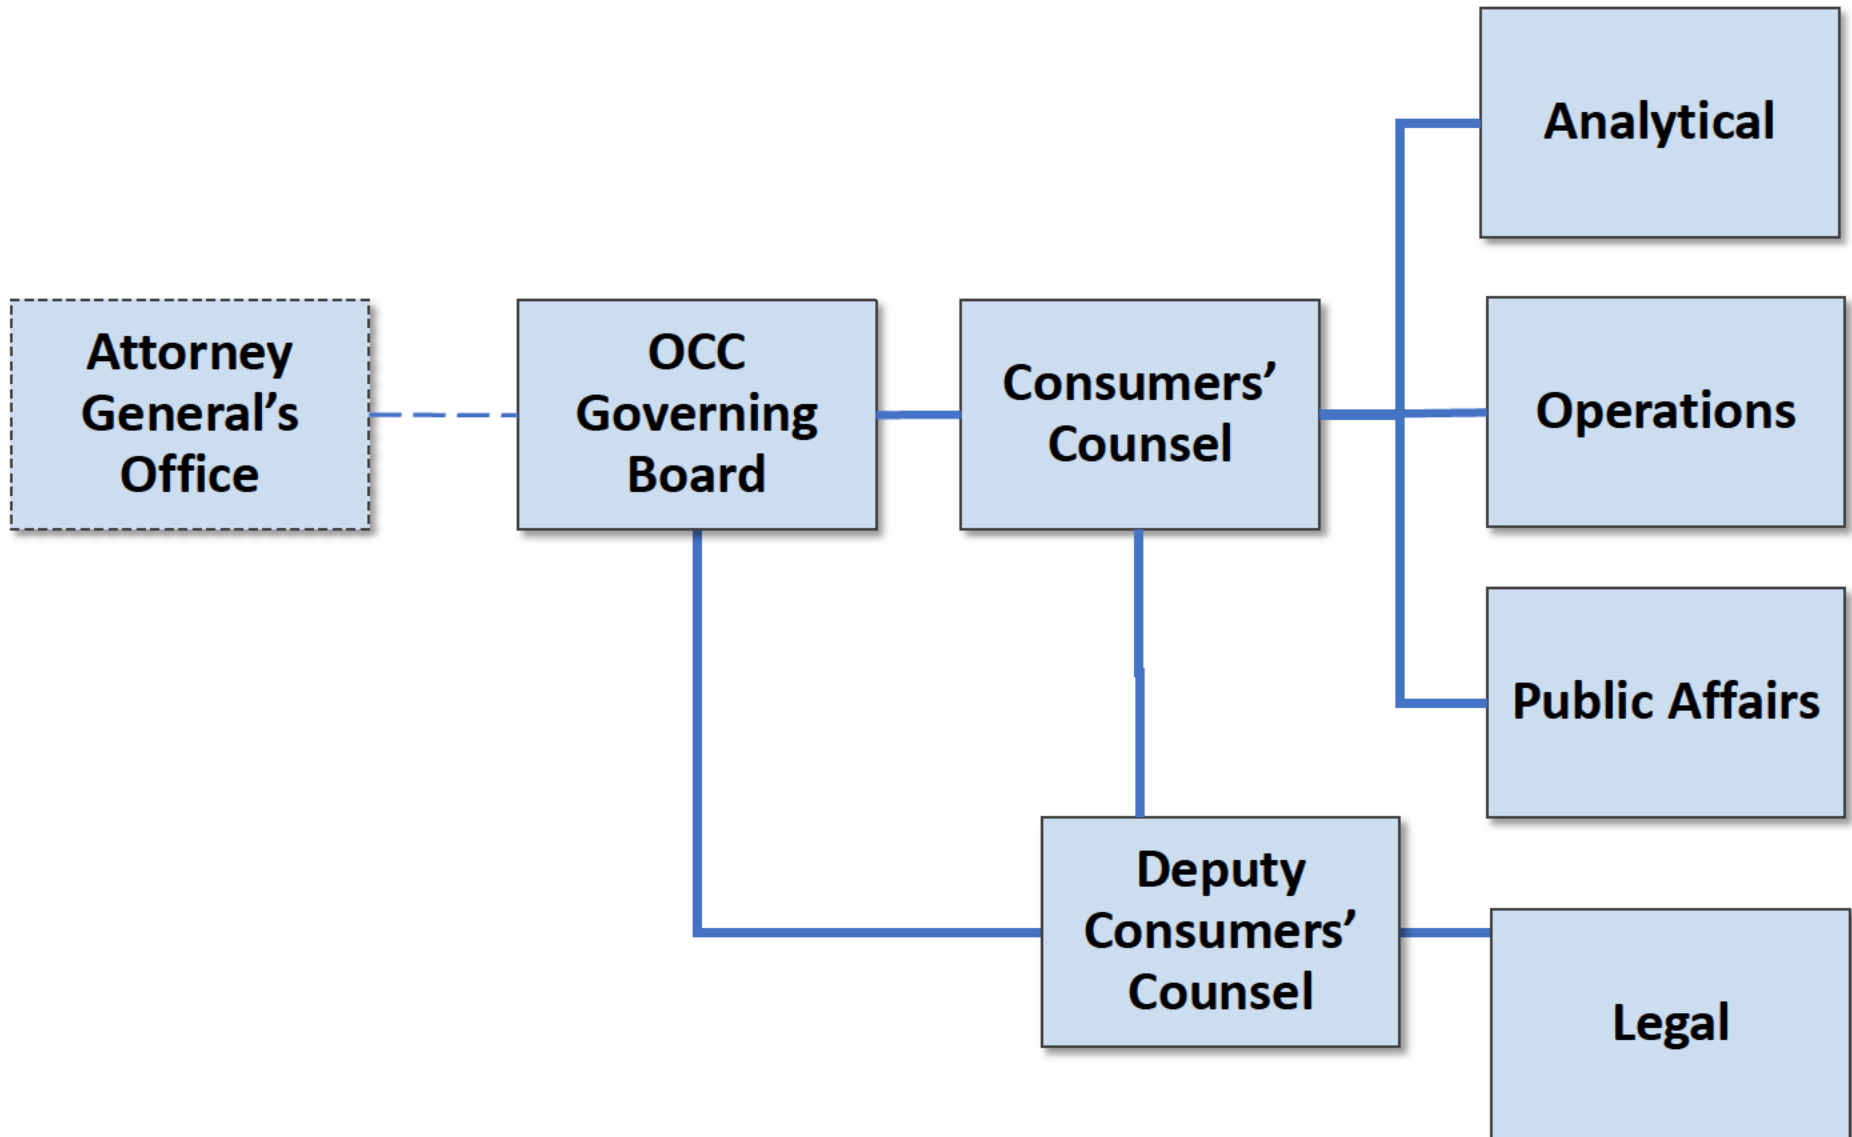 Analytical
Attorney
General’s
Office
OCC
Governing
Board
Consumers’
Counsel
Operations
Public Affairs
Deputy
Consumers’
Counsel
Legal